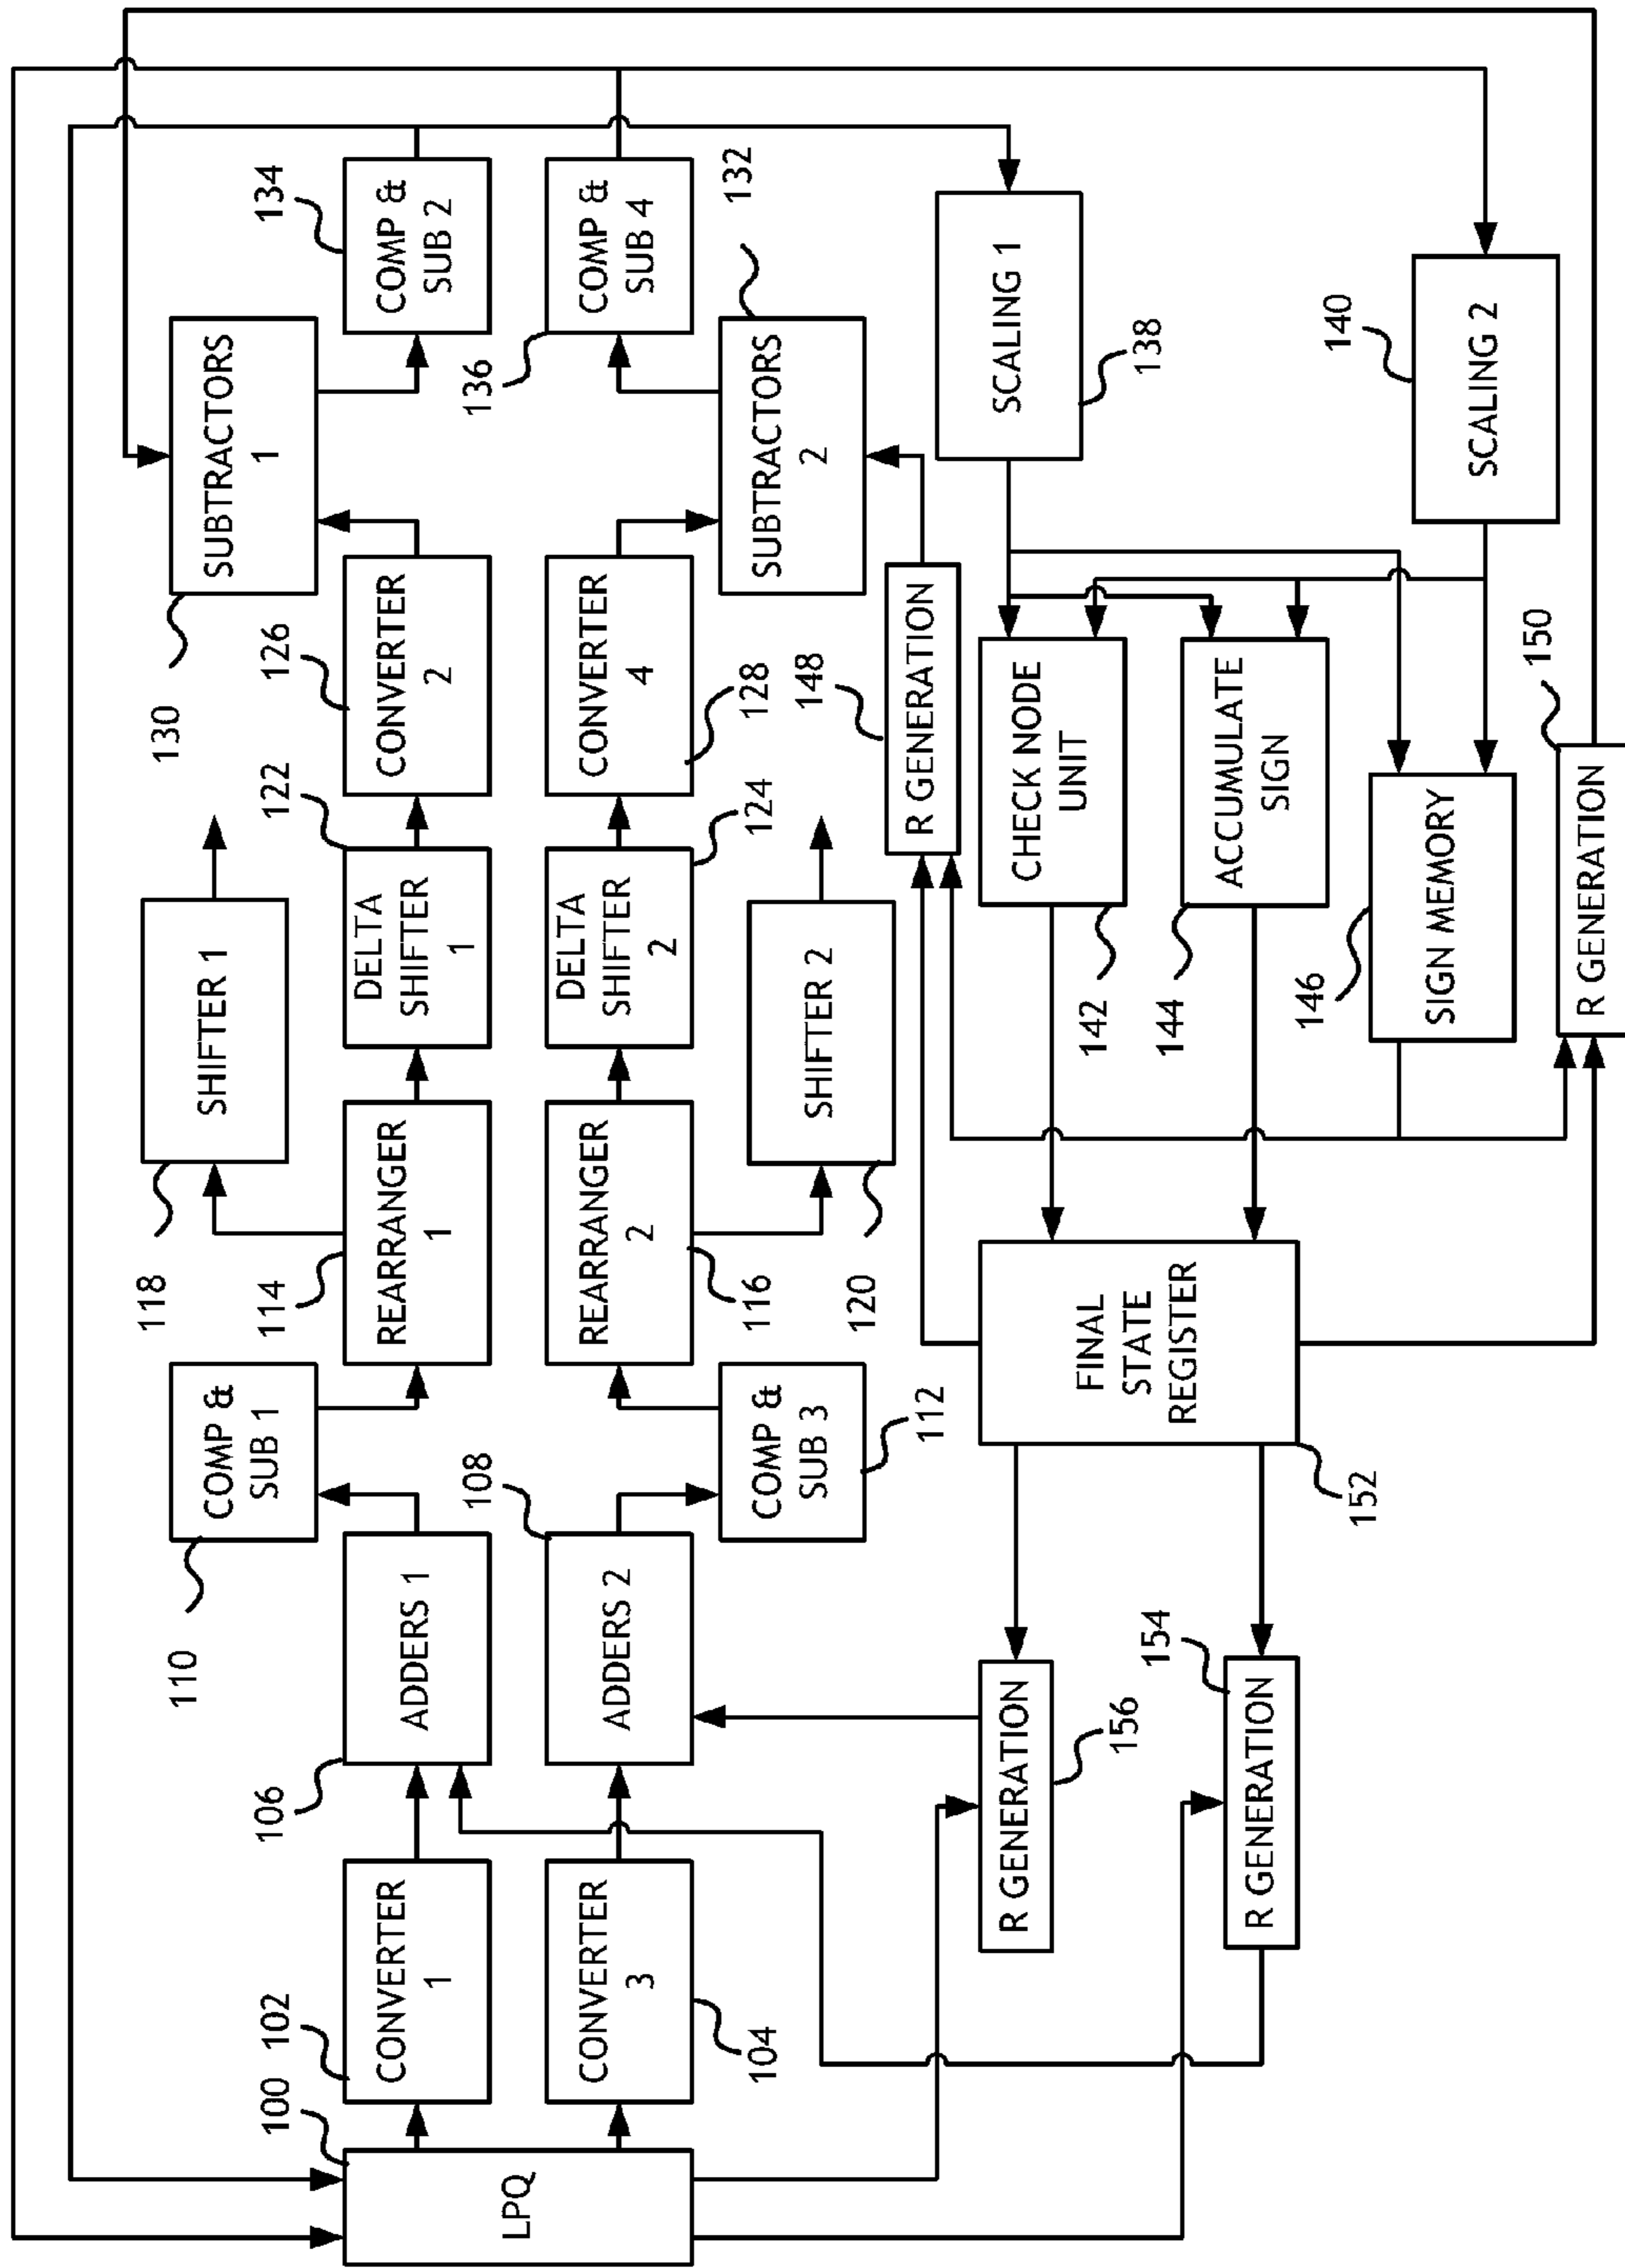 130
SUBTRACTORS
1
118
SHIFTER 1
110
COMP &
SUB 1
134
COMP &
SUB 2
126
CONVERTER
2
122
DELTA
SHIFTER
1
114
REARRANGER
1
106
ADDERS 1
102
CONVERTER
1
100
LPQ
136
COMP &
SUB 4
CONVERTER
4
128
DELTA
SHIFTER
2
124
REARRANGER
2
116
108
ADDERS 2
CONVERTER
3
104
132
SUBTRACTORS
2
SHIFTER 2
120
COMP &
SUB 3
112
148
R GENERATION
SCALING 1
138
CHECK NODE
UNIT
142
FINAL
STATE
REGISTER
152
R GENERATION
156
ACCUMULATE
SIGN
144
154
R GENERATION
140
SCALING 2
146
SIGN MEMORY
150
R GENERATION